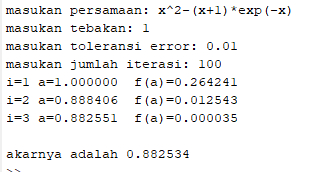 masukan persamaan: x^2-(x+1)*exp(-x)
masukan tebakan: 1
masukan toleransi error: 0.01
masukan jumlah iterasi: 100
i=1 a=1.000000  f(a)=0.264241
i=2 a=0.888406  f(a)=0.012543
i=3 a=0.882551  f(a)=0.000035
akarnya adalah 0.882534
>>